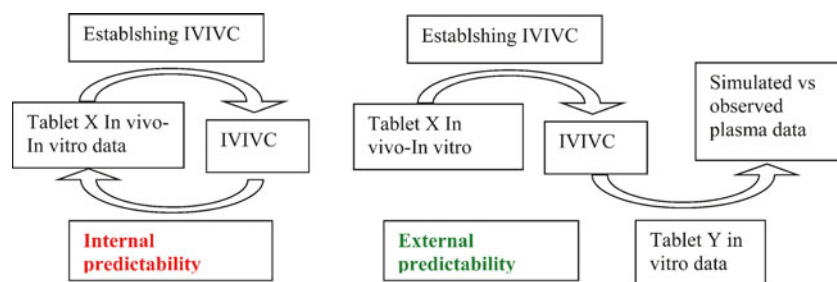 Establshing IVIVC
Tablet X In vivo-
In vitro data
IVIVC
Internal
predictability
Establshing IVIVC
Tablet X In
vivo-In vitro
IVIVC
Simulated vs
observed
plasma data
External
predictability
Tablet Y in
vitro data